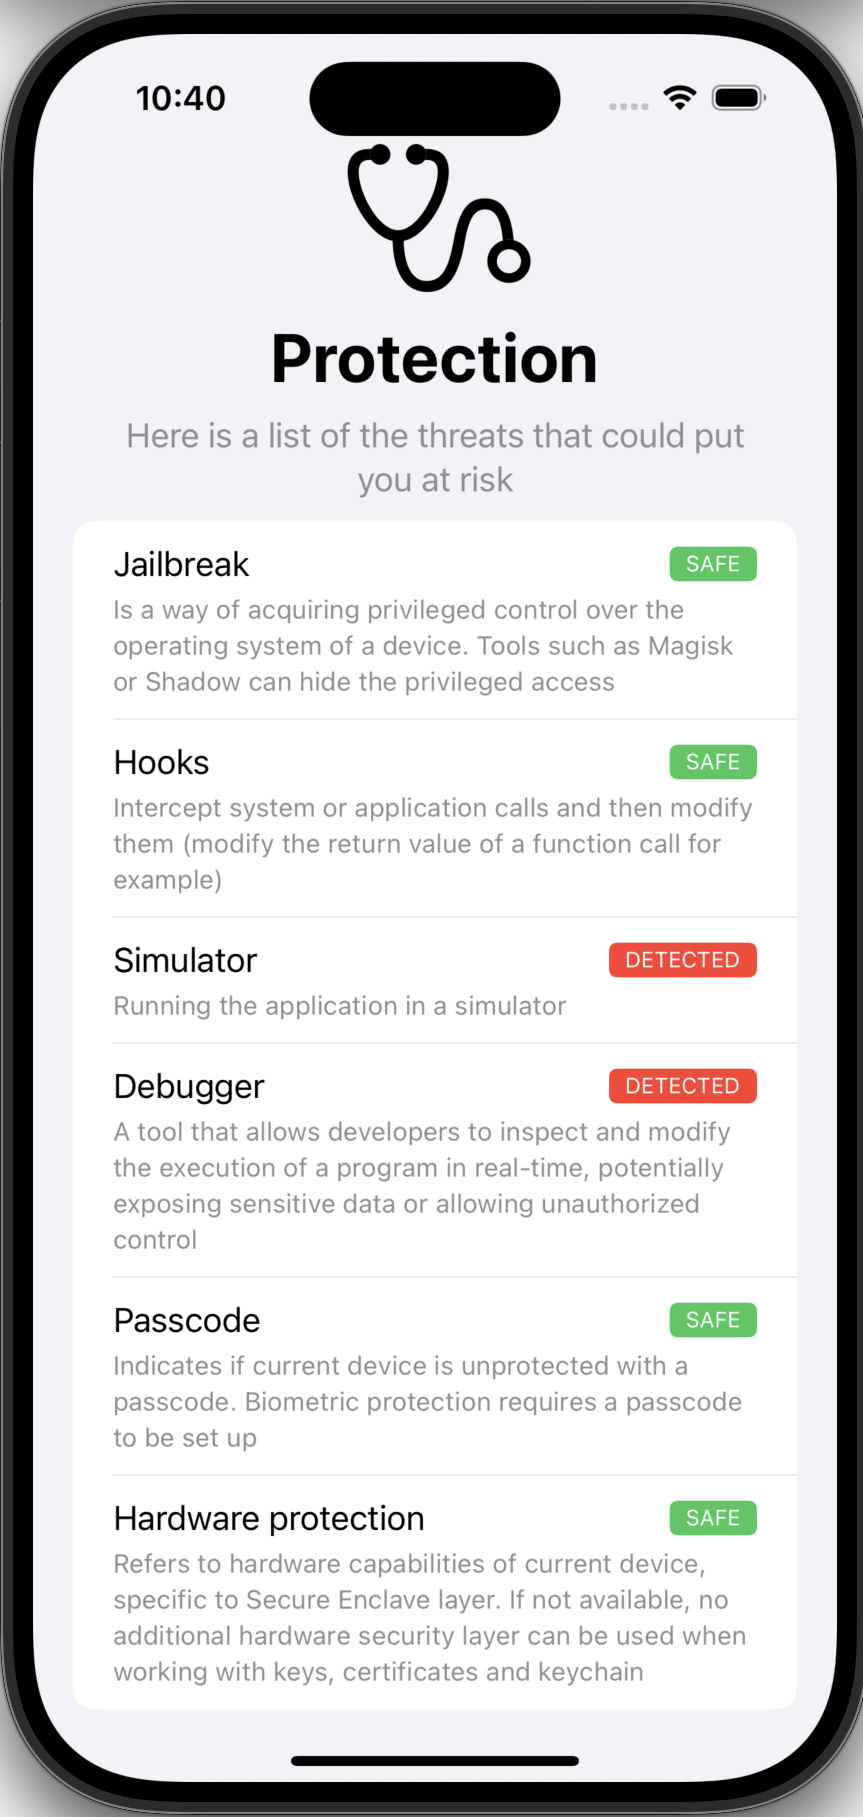 10:40
Protection
Here is a list of the threats that could put
you at risk
Jailbreak
SAFE
Is a way of acquiring privileged control over the
operating system of a device. Tools such as Magisk
or Shadow can hide the privileged access
Hooks
SAFE
Intercept system or application calls and then modify
them (modify the return value of a function call for
example)
Simulator
DETECTED
Running the application in a simulator
Debugger
DETECTED
A tool that allows developers to inspect and modify
the execution of a program in real-time, potentially
exposing sensitive data or allowing unauthorized
control
Passcode
SAFE
Indicates if current device is unprotected with a
passcode. Biometric protection requires a passcode
to be set up
Hardware protection
SAFE
Refers to hardware capabilities of current device,
specific to Secure Enclave layer. If not available, no
additional hardware security layer can be used when
working with keys, certificates and keychain